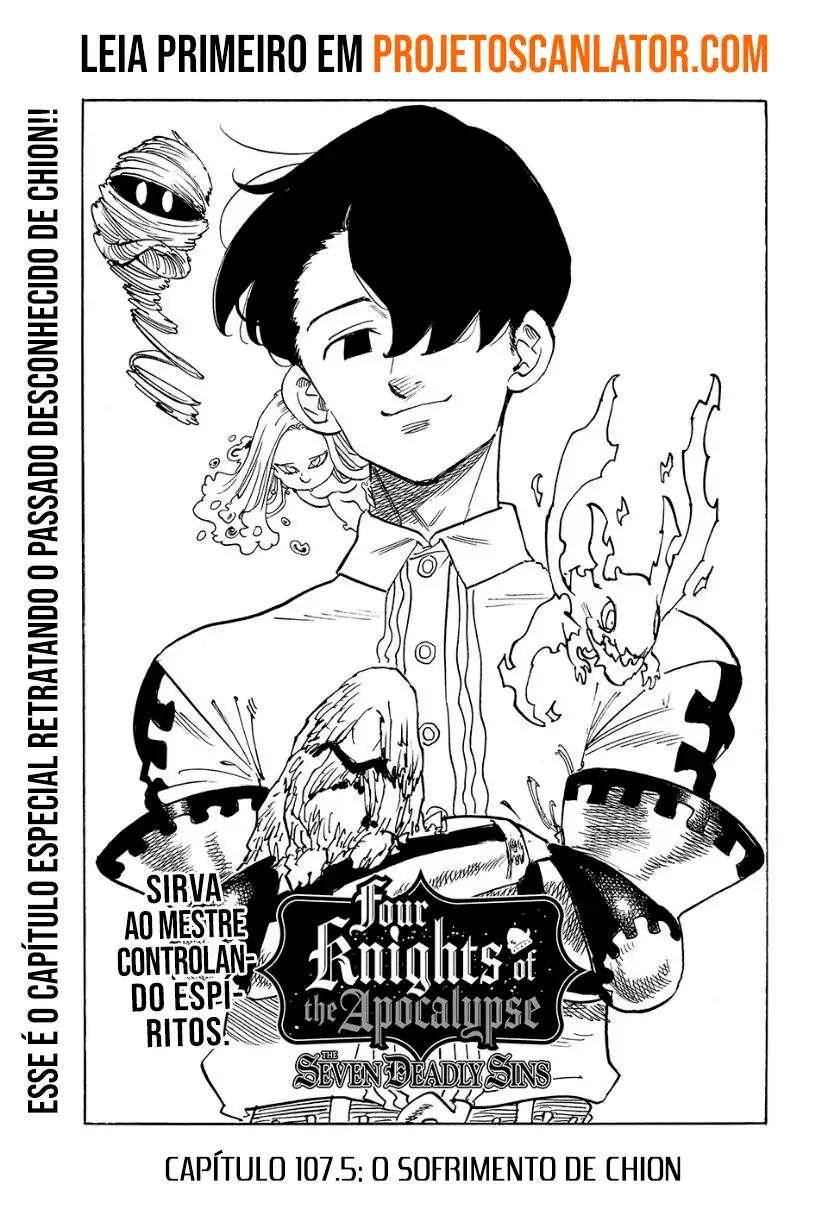 LEIA PRIMEIRO EM PROJETOSCANLATOR.COM
ESSE É O CAPÍTULO ESPECIAL RETRATANDO O PASSADO DESCONHECIDO DE CHION!!
SIRVA
AO MESTRE
CONTROLAN-
DO ESPÍ-
RITOS!
Four
Knights of
the Apocalypse
THE
SEVEN DEADLY SINS
CAPÍTULO 107.5: O SOFRIMENTO DE CHION